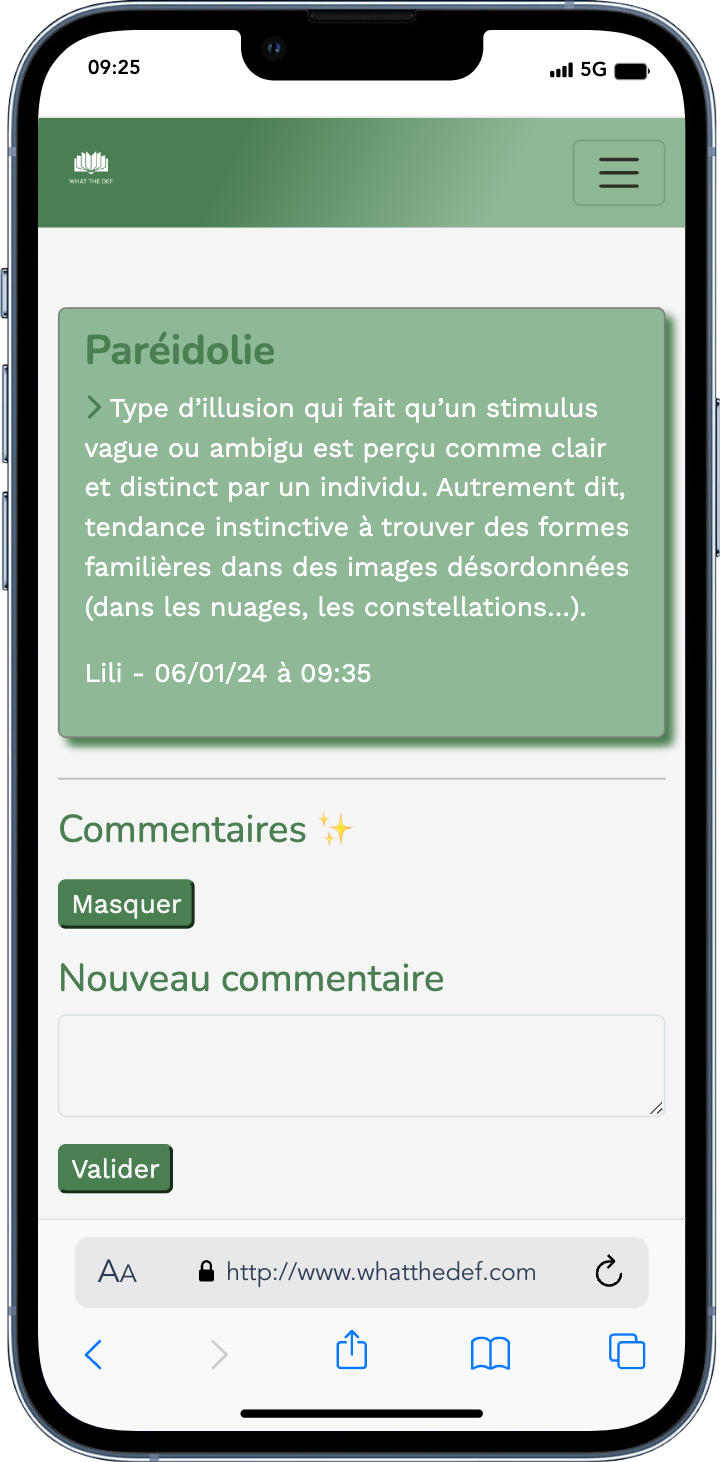 09:25
5G
WHAT THE DEF
Paréidolie
Type d’illusion qui fait qu’un stimulus
vague ou ambigu est perçu comme clair
et distinct par un individu. Autrement dit,
tendance instinctive à trouver des formes
familières dans des images désordonnées
(dans les nuages, les constellations...).
Lili - 06/01/24 à 09:35
Commentaires ✨
Masquer
Nouveau commentaire
Valider
AA http://www.whatthedef.com